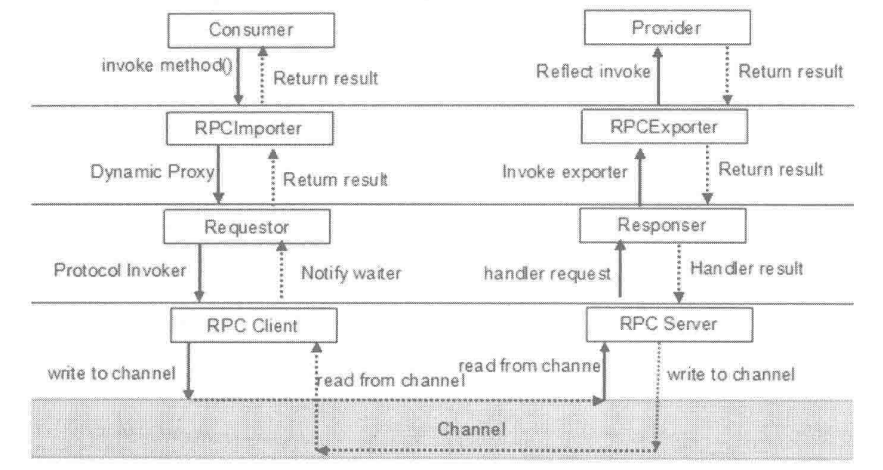 Consumer
Provider
invoke method()
Return result
Reflect invoke
Return result
RPCImporter
RPCExporter
Dynamic Proxy
Return result
Invoke exporter
Return result
Requestor
Responser
Protocol Invoker
Notify waiter
handler request
Handler result
RPC Client
RPC Server
write to channel
read from channel
read from channe
write to channel
Channel